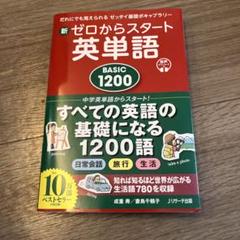 だれにでも覚えられるゼッタイ基礎ボキャブラリー
新 ゼロからスタート
英単語
BASIC
1200
中学英単語からスタート!
すべての英語の
基礎になる
1200語
日常会話 旅行 生活
10年
ベストセラー
知れば知るほど世界が広がる
生活語780を収録
成重 寿/妻鳥千鶴子
Jリサーチ出版